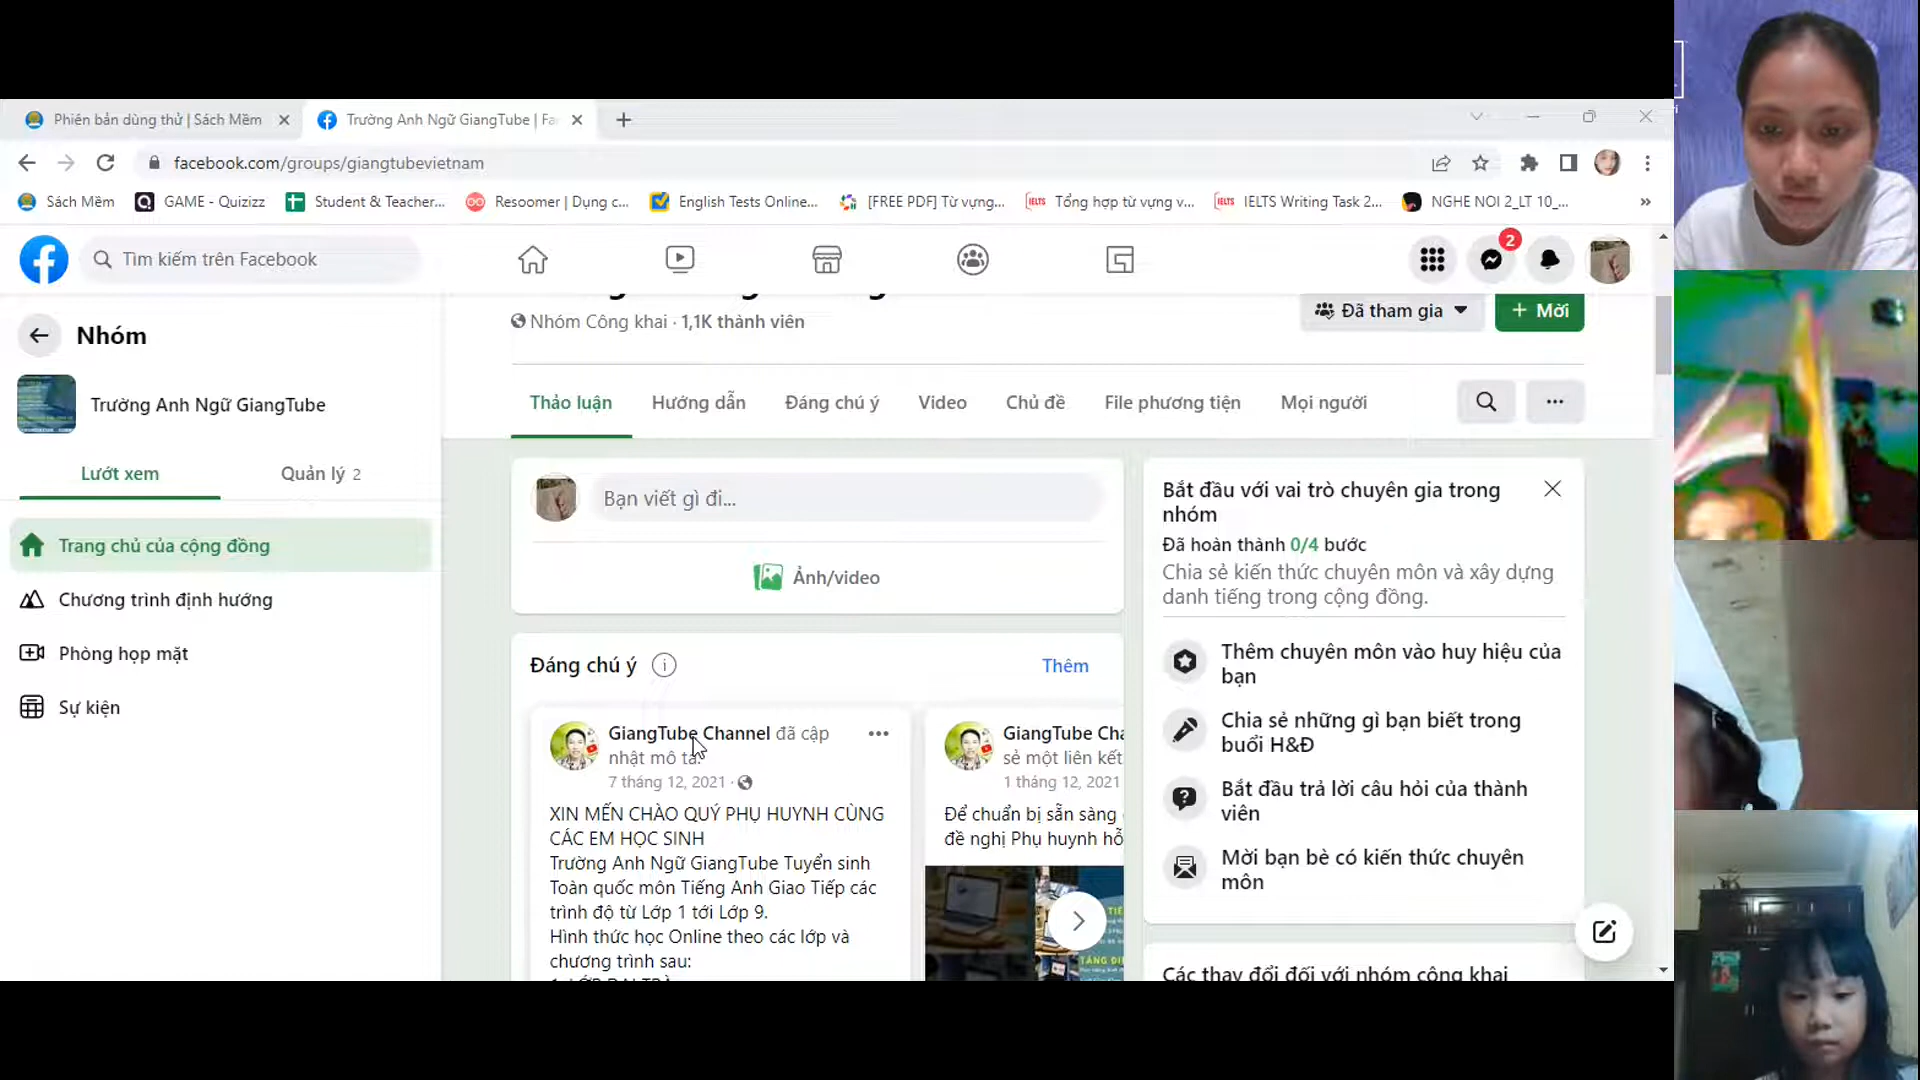 Phiên bản dùng thử | Sách Mềm
Trường Anh Ngữ GiangTube | Fa
facebook.com/groups/giangtubevietnam
Sách Mềm
GAME - Quizizz
Student & Teacher...
Resoomer | Dụng c...
English Tests Online...
[FREE PDF] Từ vựng...
IELTS
Tổng hợp từ vựng v...
IELTS
IELTS Writing Task 2...
NGHE NOI 2_LT 10_...
»
Tìm kiếm trên Facebook
2
Nhóm
Trường Anh Ngữ GiangTube
Lướt xem
Quản lý 2
Trang chủ của cộng đồng
Chương trình định hướng
Phòng họp mặt
Sự kiện
Nhóm Công khai · 1,1K thành viên
Đã tham gia
+ Mời
Thảo luận
Hướng dẫn
Đáng chú ý
Video
Chủ đề
File phương tiện
Mọi người
Bạn viết gì đi...
Ảnh/video
Đáng chú ý
Thêm
GiangTube Channel đã cập
nhật mô tả.
7 tháng 12, 2021 ·
XIN MẾN CHÀO QUÝ PHỤ HUYNH CÙNG
CÁC EM HỌC SINH
Trường Anh Ngữ GiangTube Tuyển sinh
Toàn quốc môn Tiếng Anh Giao Tiếp các
trình độ từ Lớp 1 tới Lớp 9.
Hình thức học Online theo các lớp và
chương trình sau:
GiangTube Cha
sẻ một liên kết
1 tháng 12, 2021
Để chuẩn bị sẵn sàng
đề nghị Phụ huynh hỗ
Bắt đầu với vai trò chuyên gia trong
nhóm
Đã hoàn thành 0/4 bước
Chia sẻ kiến thức chuyên môn và xây dựng
danh tiếng trong cộng đồng.
Thêm chuyên môn vào huy hiệu của
bạn
Chia sẻ những gì bạn biết trong
buổi H&Đ
Bắt đầu trả lời câu hỏi của thành
viên
Mời bạn bè có kiến thức chuyên
môn
Các thay đổi đối với nhóm công khai